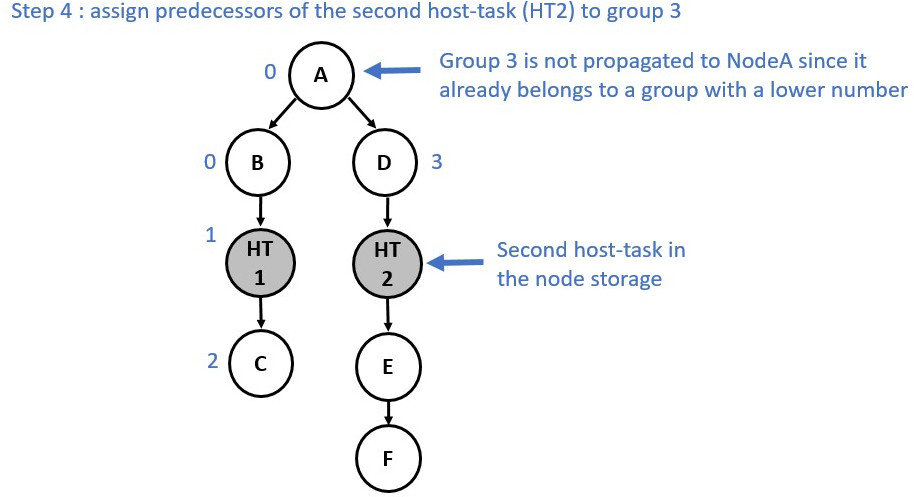 Step 4 : assign predecessors of the second host-task (HT2) to group 3
0
A
Group 3 is not propagated to NodeA since it
already belongs to a group with a lower number
0
B
D
3
1
HT
1
HT
2
Second host-task in
the node storage
2
C
E
F